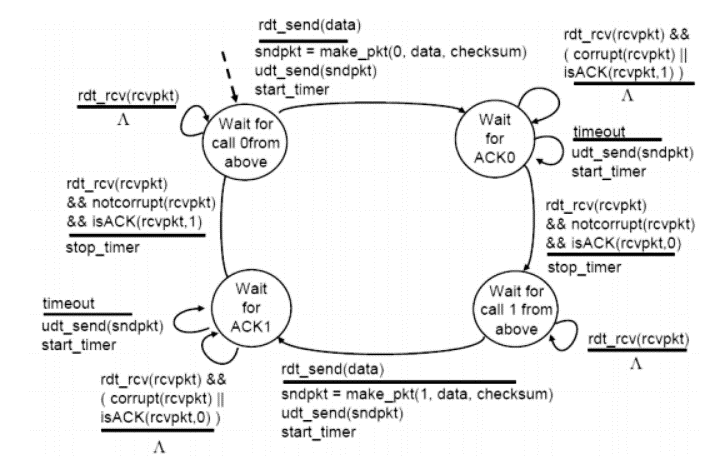 rdt_send(data)
sndpkt = make_pkt(0, data, checksum)
udt_send(sndpkt)
start_timer
rdt_rcv(rcvpkt) &&
( corrupt(rcvpkt) ||
isACK(rcvpkt,1) )
Λ
rdt_rcv(rcvpkt)
Λ
Wait for
call 0from
above
Wait
for
ACK0
timeout
udt_send(sndpkt)
start_timer
rdt_rcv(rcvpkt)
&& notcorrupt(rcvpkt)
&& isACK(rcvpkt,1)
stop_timer
rdt_rcv(rcvpkt)
&& notcorrupt(rcvpkt)
&& isACK(rcvpkt,0)
stop_timer
timeout
udt_send(sndpkt)
start_timer
Wait
for
ACK1
Wait for
call 1 from
above
rdt_rcv(rcvpkt)
Λ
rdt_rcv(rcvpkt) &&
( corrupt(rcvpkt) ||
isACK(rcvpkt,0) )
Λ
rdt_send(data)
sndpkt = make_pkt(1, data, checksum)
udt_send(sndpkt)
start_timer